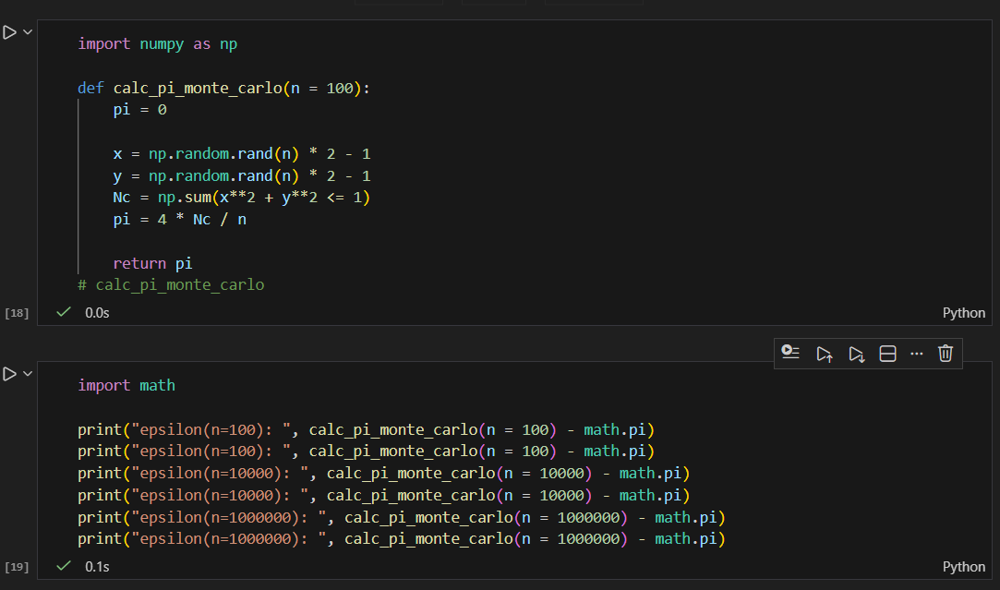 import numpy as np
def calc_pi_monte_carlo(n = 100):
    pi = 0
    x = np.random.rand(n) * 2 - 1
    y = np.random.rand(n) * 2 - 1
    Nc = np.sum(x**2 + y**2 <= 1)
    pi = 4 * Nc / n
    return pi
# calc_pi_monte_carlo
[18] 0.0s Python
import math
print("epsilon(n=100): ", calc_pi_monte_carlo(n = 100) - math.pi)
print("epsilon(n=100): ", calc_pi_monte_carlo(n = 100) - math.pi)
print("epsilon(n=10000): ", calc_pi_monte_carlo(n = 10000) - math.pi)
print("epsilon(n=10000): ", calc_pi_monte_carlo(n = 10000) - math.pi)
print("epsilon(n=1000000): ", calc_pi_monte_carlo(n = 1000000) - math.pi)
print("epsilon(n=1000000): ", calc_pi_monte_carlo(n = 1000000) - math.pi)
[19] 0.1s Python